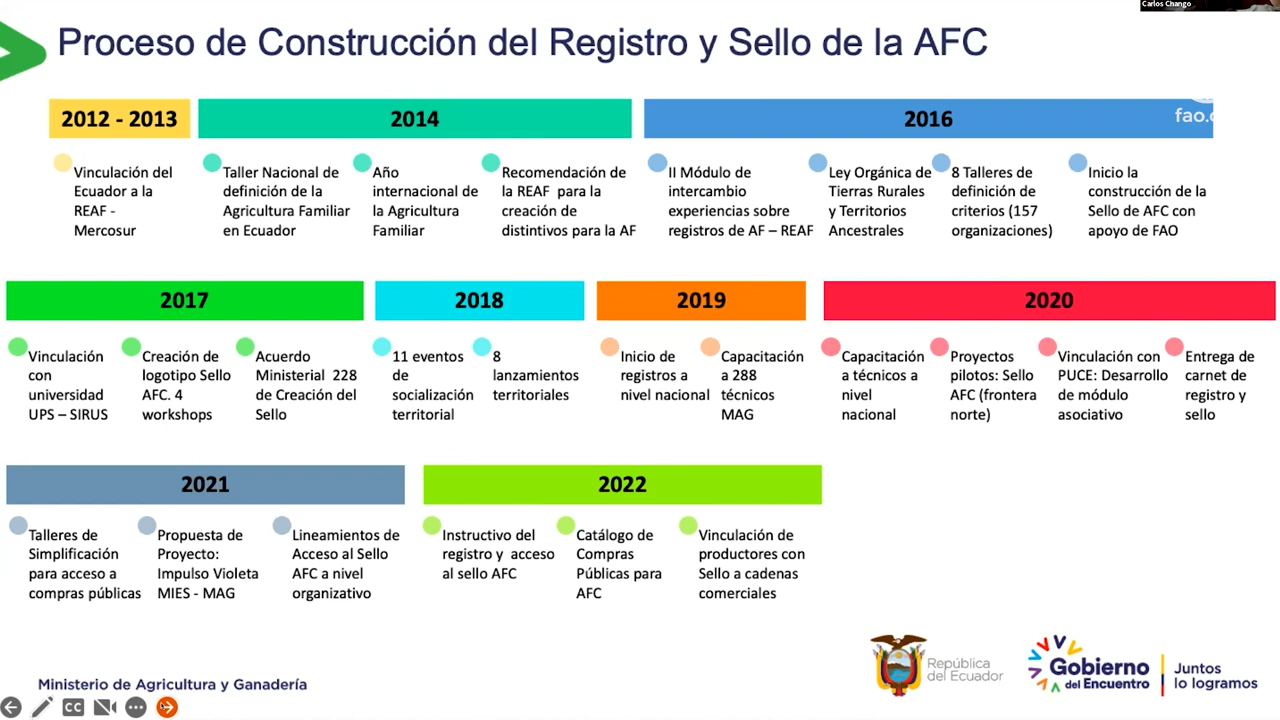 Carlos Chango
Proceso de Construcción del Registro y Sello de la AFC
2012 - 2013
Vinculación del
Ecuador a la
REAF -
Mercosur
2014
Taller Nacional de
definición de la
Agricultura Familiar
en Ecuador
Año
internacional de
la Agricultura
Familiar
Recomendación de
la REAF para la
creación de
distintivos para la AF
2016
II Módulo de
intercambio
experiencias sobre
registros de AF – REAF
Ley Orgánica de
Tierras Rurales
y Territorios
Ancestrales
8 Talleres de
definición de
criterios (157
organizaciones)
Inicio la
construcción de la
Sello de AFC con
apoyo de FAO
2017
Vinculación
con
universidad
UPS – SIRUS
Creación de
logotipo Sello
AFC. 4
workshops
Acuerdo
Ministerial 228
de Creación del
Sello
2018
11 eventos
de
socialización
territorial
8
lanzamientos
territoriales
2019
Inicio de
registros a
nivel nacional
Capacitación
a 288
técnicos
MAG
2020
Capacitación
a técnicos a
nivel
nacional
Proyectos
pilotos: Sello
AFC (frontera
norte)
Vinculación con
PUCE: Desarrollo
de módulo
asociativo
Entrega de
carnet de
registro y
sello
2021
Talleres de
Simplificación
para acceso a
compras públicas
Propuesta de
Proyecto:
Impulso Violeta
MIES - MAG
Lineamientos de
Acceso al Sello
AFC a nivel
organizativo
2022
Instructivo del
registro y acceso
al sello AFC
Catálogo de
Compras
Públicas para
AFC
Vinculación de
productores con
Sello a cadenas
comerciales
Ministerio de Agricultura y Ganadería
CC
República
del Ecuador
Gobierno
del Encuentro
Juntos
lo logramos